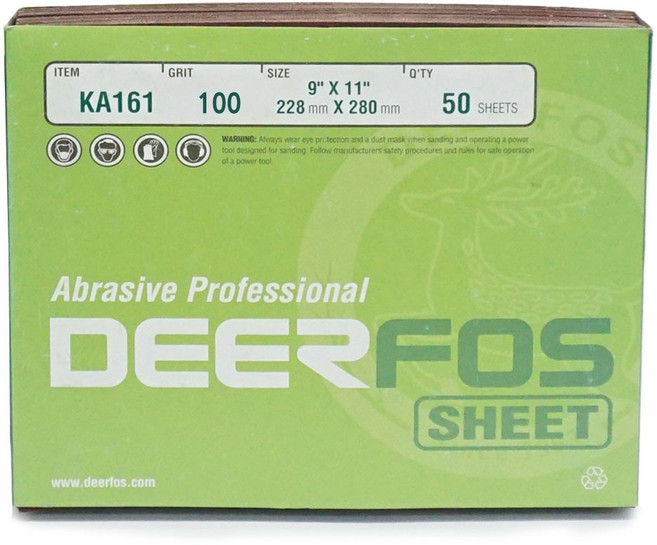 ITEM GRIT SIZE Q'TY
9" X 11"
KA161 100 228 mm X 280 mm 50 SHEETS
WARNING: Always wear eye protection and a dust mask when sanding and operating a power
tool designed for sanding. Follow manufacturers safety procedures and rules for safe operation
of a power tool.
Abrasive Professional
DEERFOS
SHEET
www.deerfos.com